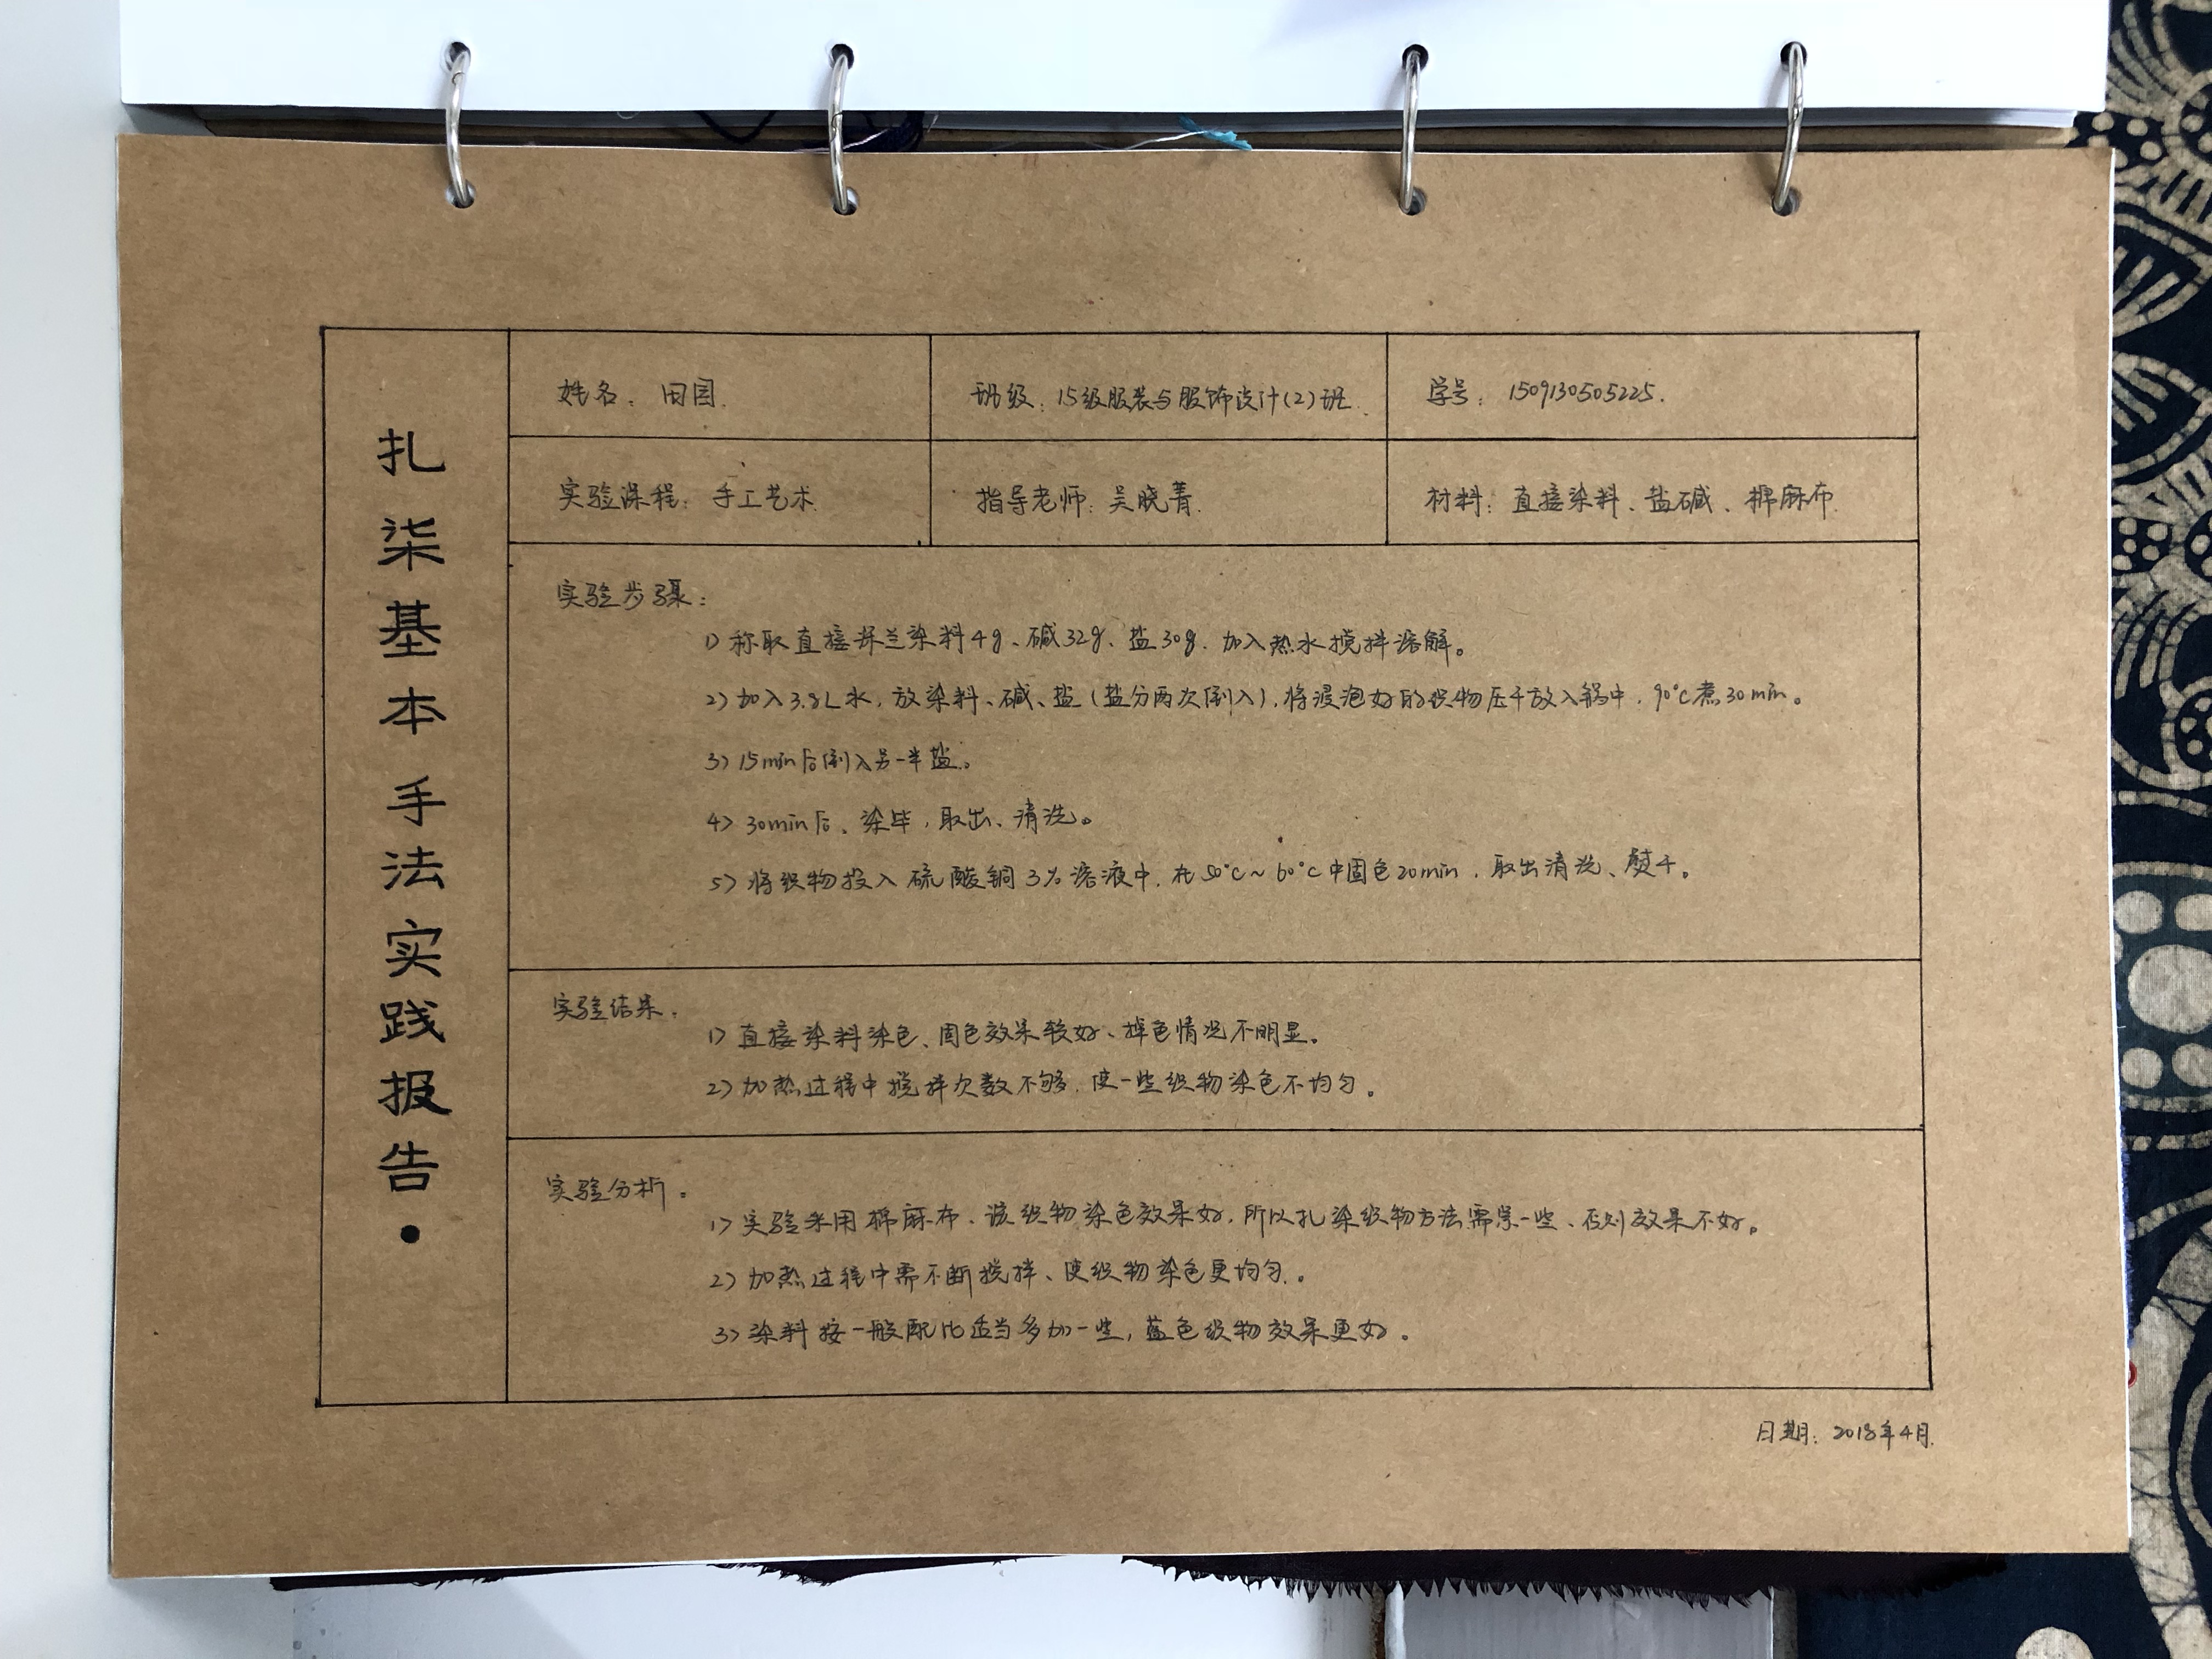 扎染基本手法实践报告·
姓名：田园.
班级：15级服装与服饰设计(2)班.
学号：1509130505225.
实验课程：手工艺术.
指导老师：吴晓菁.
材料：直接染料、盐碱、棉麻布.
实验步骤：
1）称取直接深兰染料4g、碱32g、盐30g.加入热水搅拌溶解。
2）加入3.8L水，放染料、碱、盐（盐分两次倒入），将浸泡好的织物压干放入锅中，90℃煮30min。
3）15min后倒入另一半盐。
4）30min后、染毕，取出、清洗。
5）将织物投入硫酸铜3%溶液中，在50℃~60℃中固色20min，取出清洗、熨干。
实验结果.
1）直接染料染色、固色效果较好、掉色情况不明显。
2）加热过程中搅拌次数不够，使一些织物染色不均匀。
实验分析。
1）实验采用棉麻布、该织物染色效果好，所以扎染织物方法需紧一些、否则效果不好。
2）加热过程中需不断搅拌、使织物染色更均匀。
3）染料按一般配比适当多加一些，蓝色织物效果更好。
日期：2018年4月.